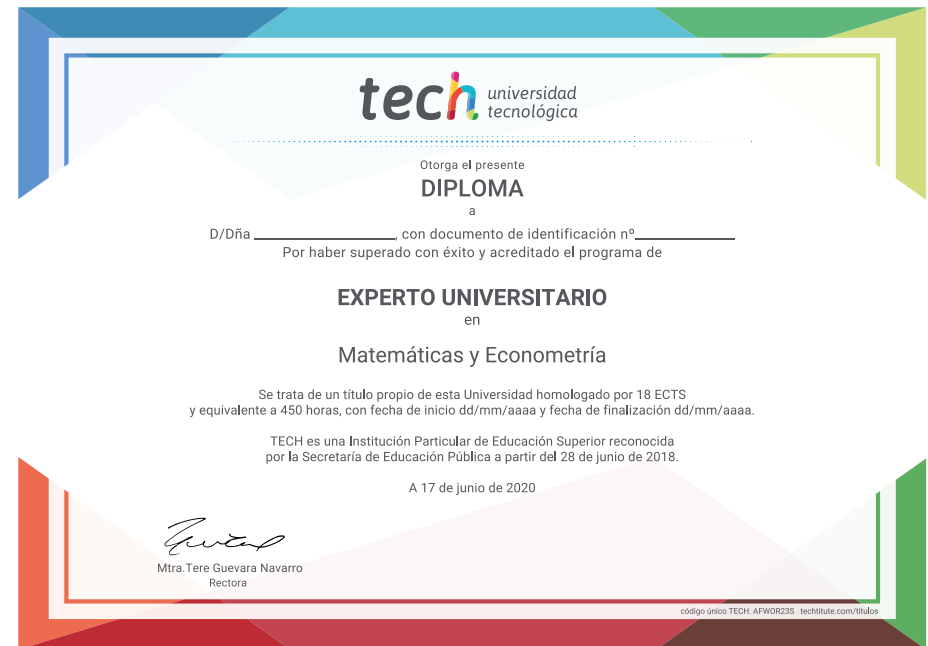 tech universidad
tecnológica
Otorga el presente
DIPLOMA
a
D/Dña ____________________, con documento de identificación nº______________
Por haber superado con éxito y acreditado el programa de
EXPERTO UNIVERSITARIO
en
Matemáticas y Econometría
Se trata de un título propio de esta Universidad homologado por 18 ECTS
y equivalente a 450 horas, con fecha de inicio dd/mm/aaaa y fecha de finalización dd/mm/aaaa.
TECH es una Institución Particular de Educación Superior reconocida
por la Secretaría de Educación Pública a partir del 28 de junio de 2018.
A 17 de junio de 2020
Mtra.Tere Guevara Navarro
Rectora
código único TECH: AFWOR23S techtitute.com/titulos